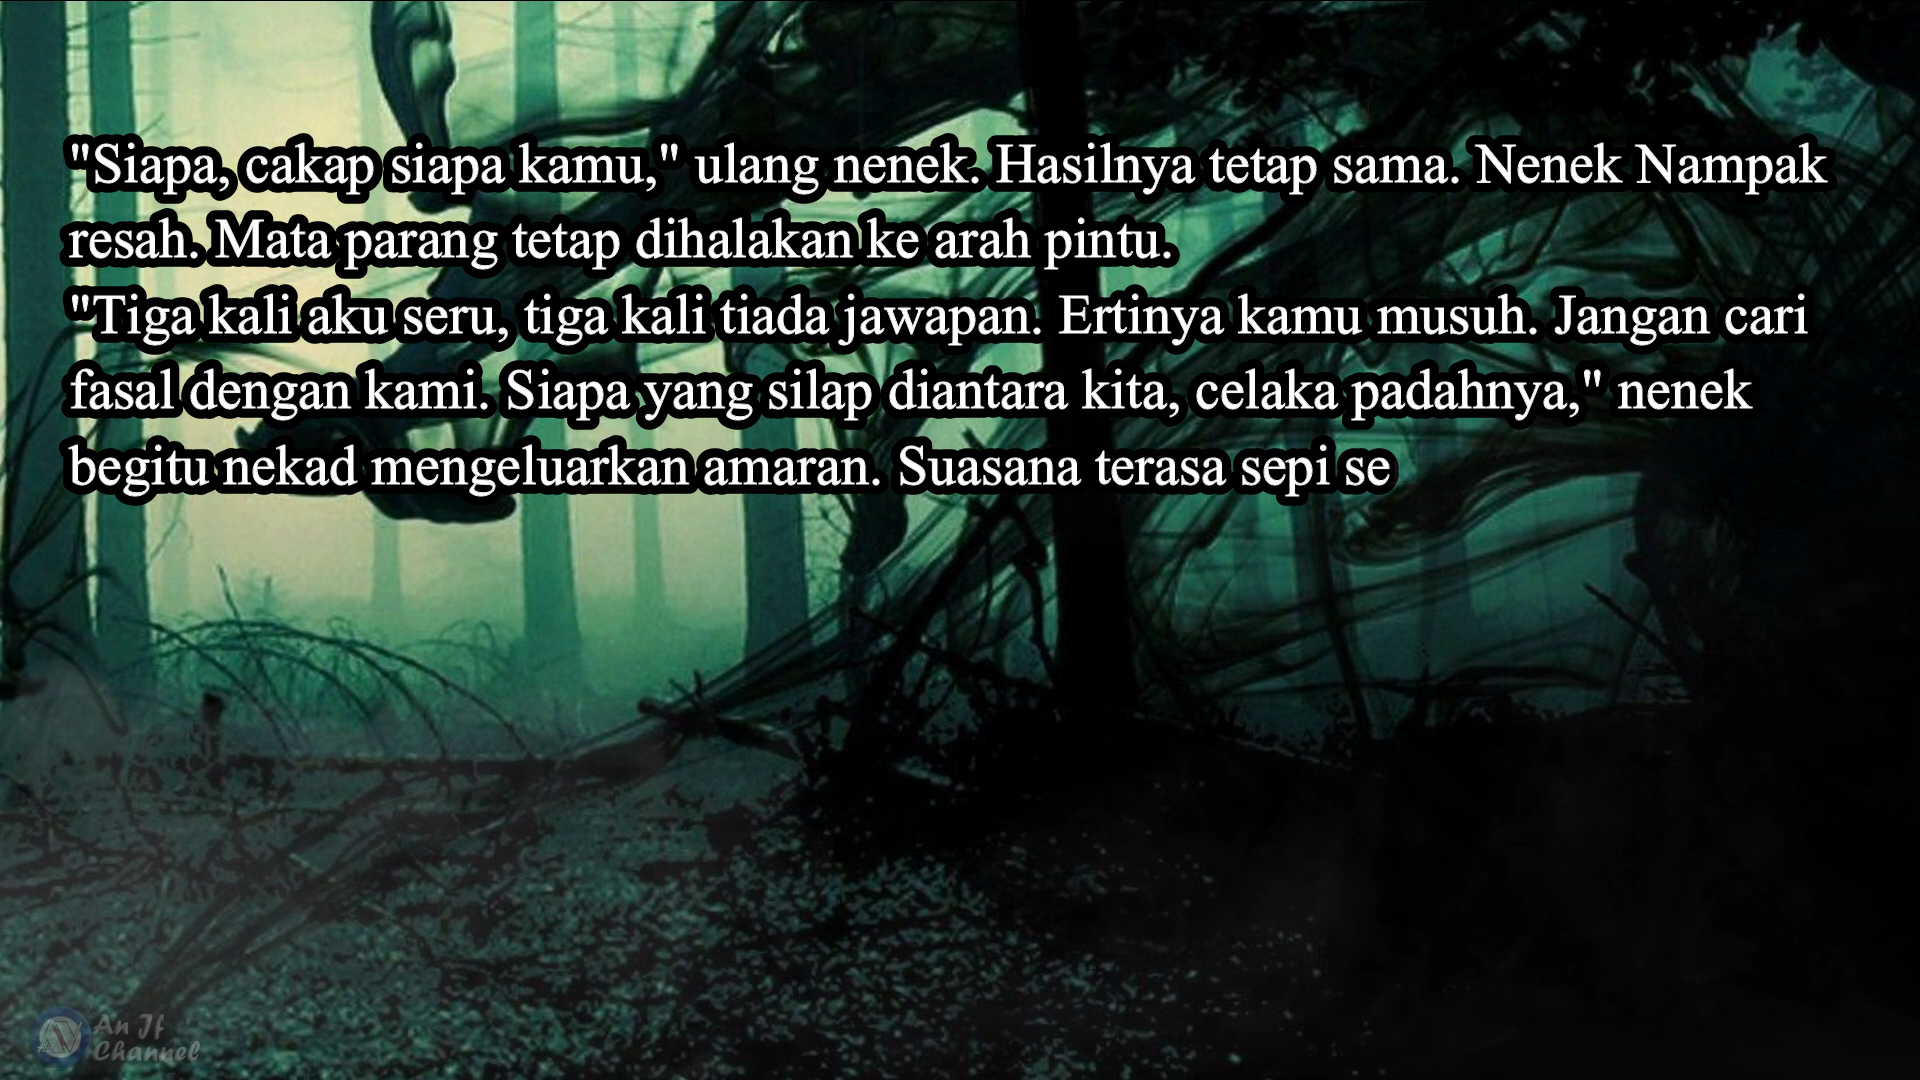 "Siapa, cakap siapa kamu," ulang nenek. Hasilnya tetap sama. Nenek Nampak
resah. Mata parang tetap dihalakan ke arah pintu.
"Tiga kali aku seru, tiga kali tiada jawapan. Ertinya kamu musuh. Jangan cari
fasal dengan kami. Siapa yang silap diantara kita, celaka padahnya," nenek
begitu nekad mengeluarkan amaran. Suasana terasa sepi se
An Jf
Channel